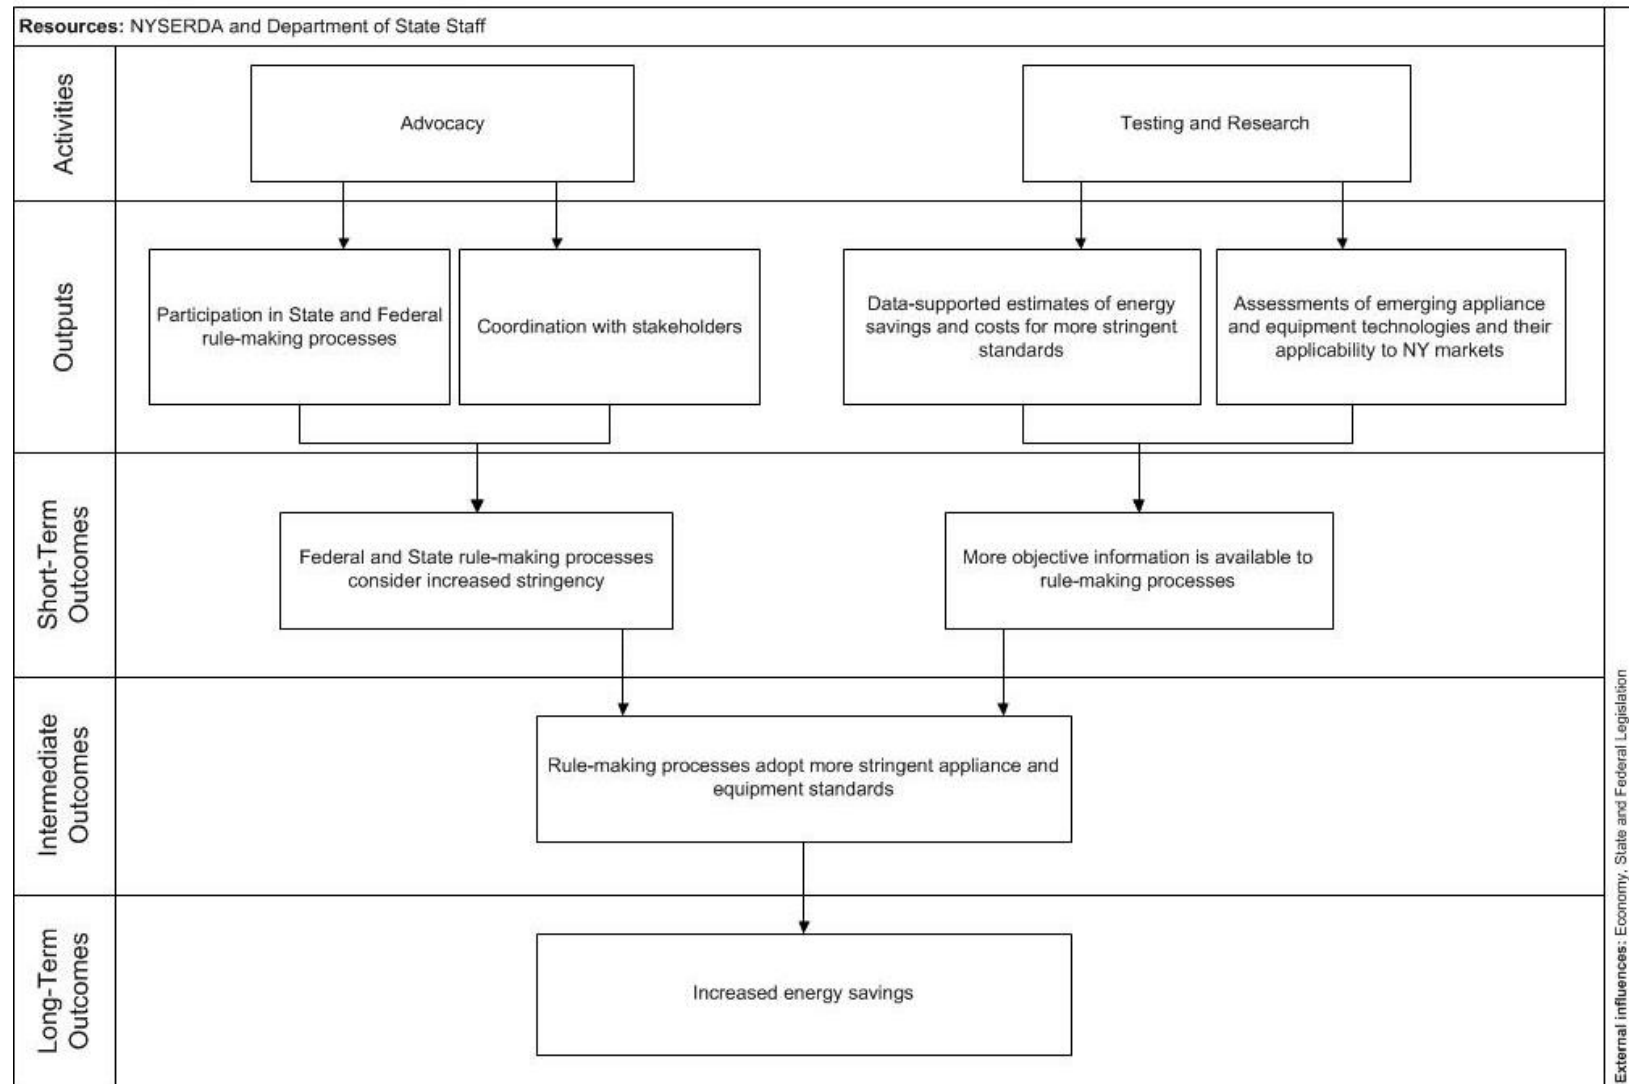 Resources: NYSERDA and Department of State Staff
Activities
Advocacy
Testing and Research
Outputs
Participation in State and Federal
rule-making processes
Coordination with stakeholders
Data-supported estimates of energy
savings and costs for more stringent
standards
Assessments of emerging appliance
and equipment technologies and their
applicability to NY markets
Short-Term
Outcomes
Federal and State rule-making processes
consider increased stringency
More objective information is available to
rule-making processes
Intermediate
Outcomes
Rule-making processes adopt more stringent appliance and
equipment standards
Long-Term
Outcomes
Increased energy savings
External influences: Economy, State and Federal Legislation